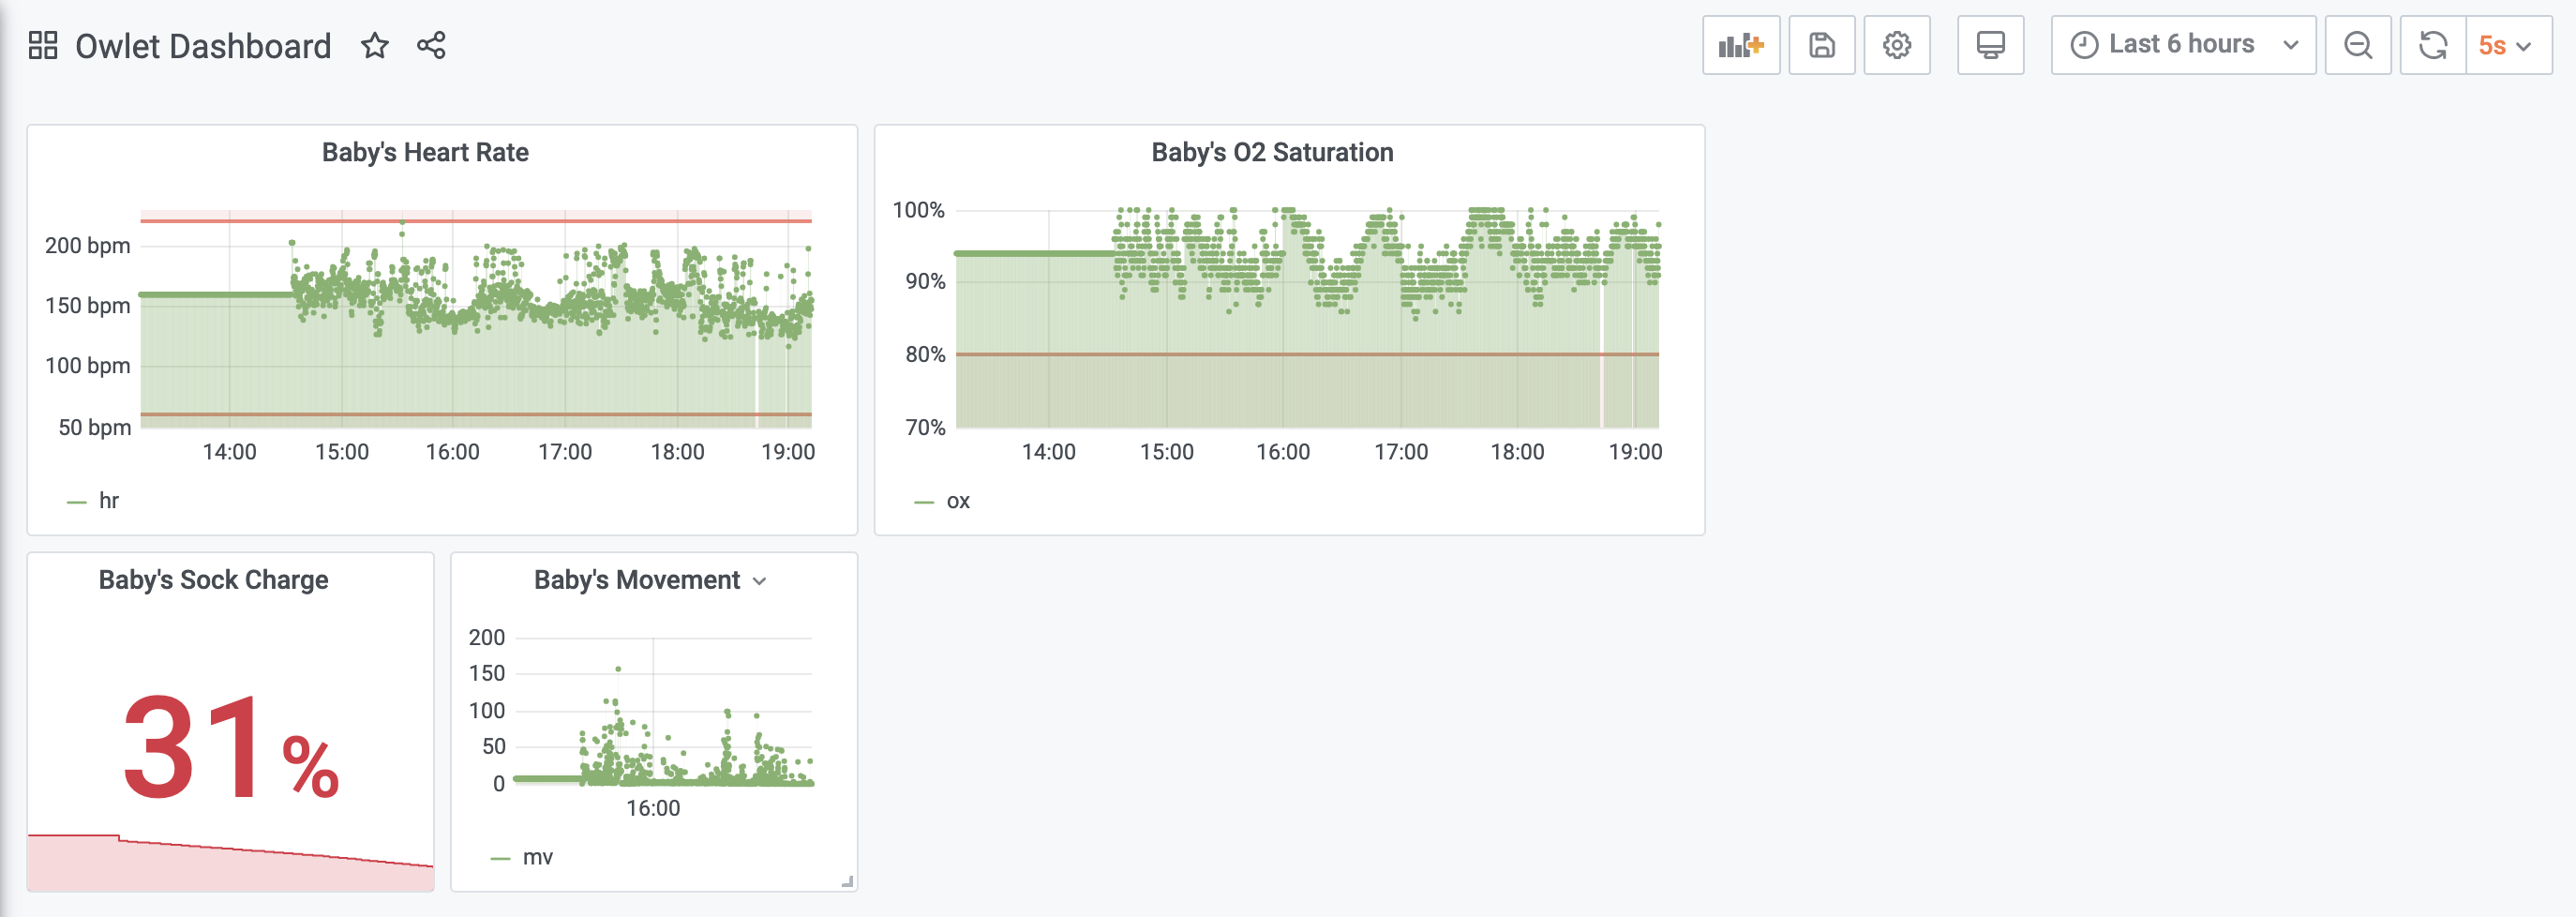 Owlet Dashboard
Last 6 hours
5s
Baby's Heart Rate
200 bpm
150 bpm
100 bpm
50 bpm
14:00 15:00 16:00 17:00 18:00 19:00
hr
Baby's O2 Saturation
100%
90%
80%
70%
14:00 15:00 16:00 17:00 18:00 19:00
ox
Baby's Sock Charge
31%
Baby's Movement
200
150
100
50
0
16:00
mv